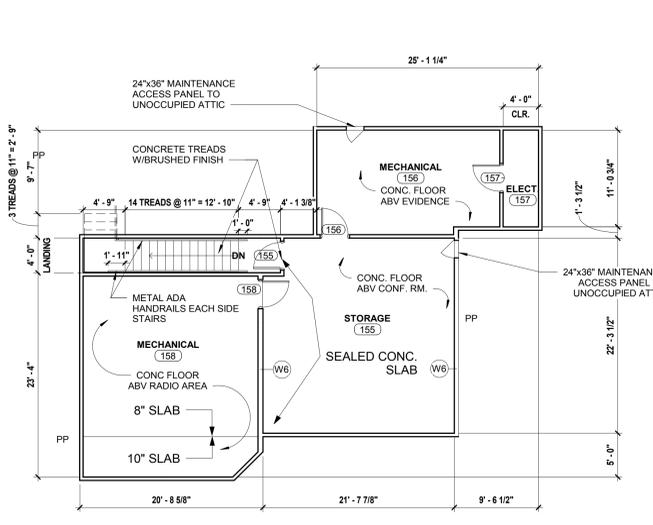 25' - 1 1/4"
24"x36" MAINTENANCE
ACCESS PANEL TO
UNOCCUPIED ATTIC
4' - 0"
CLR.
3 TREADS @ 11" = 2' - 9"
PP
9' - 7"
CONCRETE TREADS
W/BRUSHED FINISH
MECHANICAL
156
CONC. FLOOR
ABV EVIDENCE
157
ELECT
157
11' - 0 3/4"
1' - 3 1/2"
4' - 9"
14 TREADS @ 11" = 12' - 10"
4' - 9"
4' - 1 3/8"
1' - 0"
156
LANDING
4' - 0"
1' - 11"
DN
155
158
CONC. FLOOR
ABV CONF. RM.
24"x36" MAINTENAN
ACCESS PANEL
UNOCCUPIED ATT
METAL ADA
HANDRAILS EACH SIDE
STAIRS
STORAGE
155
PP
22' - 3 1/2"
MECHANICAL
158
SEALED CONC.
SLAB
CONC FLOOR
ABV RADIO AREA
W6
W6
23' - 4"
8" SLAB
PP
10" SLAB
5' - 0"
20' - 8 5/8"
21' - 7 7/8"
9' - 6 1/2"